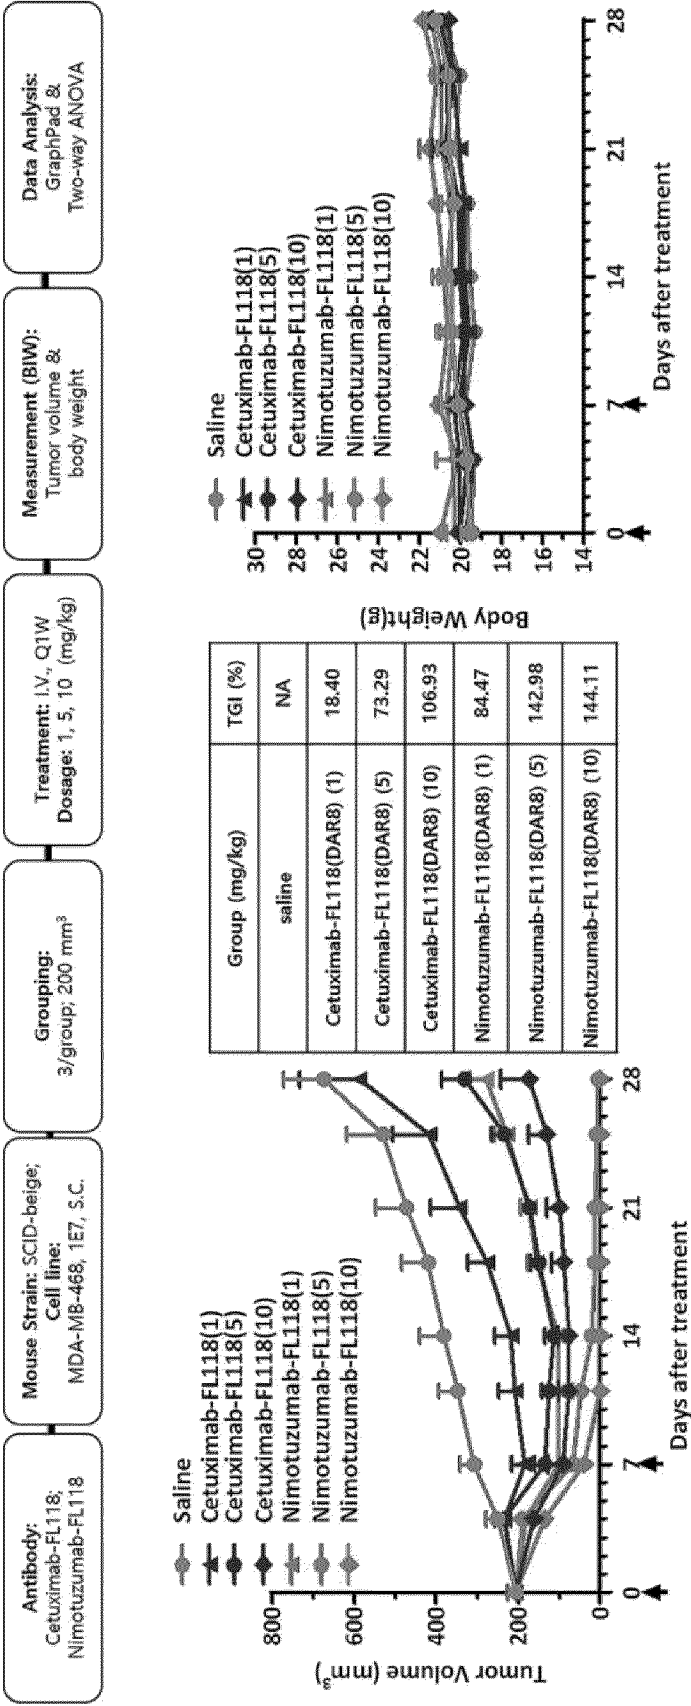 Antibody:
Cetuximab-FL118;
Nimotuzumab-FL118
Mouse Strain: SCID-beige;
Cell line:
MDA-MB-468, 1E7, S.C.
Grouping:
3/group; 200 mm³
Treatment: I.V., Q1W
Dosage: 1, 5, 10 (mg/kg)
Measurement (BIW):
Tumor volume &
body weight
Data Analysis:
GraphPad &
Two-way ANOVA
Tumor Volume (mm³)
800
600
400
200
0
Saline
Cetuximab-FL118(1)
Cetuximab-FL118(5)
Cetuximab-FL118(10)
Nimotuzumab-FL118(1)
Nimotuzumab-FL118(5)
Nimotuzumab-FL118(10)
0 7 14 21 28
Days after treatment
Group (mg/kg) TGI (%)
saline NA
Cetuximab-FL118(DAR8) (1) 18.40
Cetuximab-FL118(DAR8) (5) 73.29
Cetuximab-FL118(DAR8) (10) 106.93
Nimotuzumab-FL118(DAR8) (1) 84.47
Nimotuzumab-FL118(DAR8) (5) 142.98
Nimotuzumab-FL118(DAR8) (10) 144.11
Body Weight(g)
30
28
26
24
22
20
18
16
14
Saline
Cetuximab-FL118(1)
Cetuximab-FL118(5)
Cetuximab-FL118(10)
Nimotuzumab-FL118(1)
Nimotuzumab-FL118(5)
Nimotuzumab-FL118(10)
0 7 14 21 28
Days after treatment